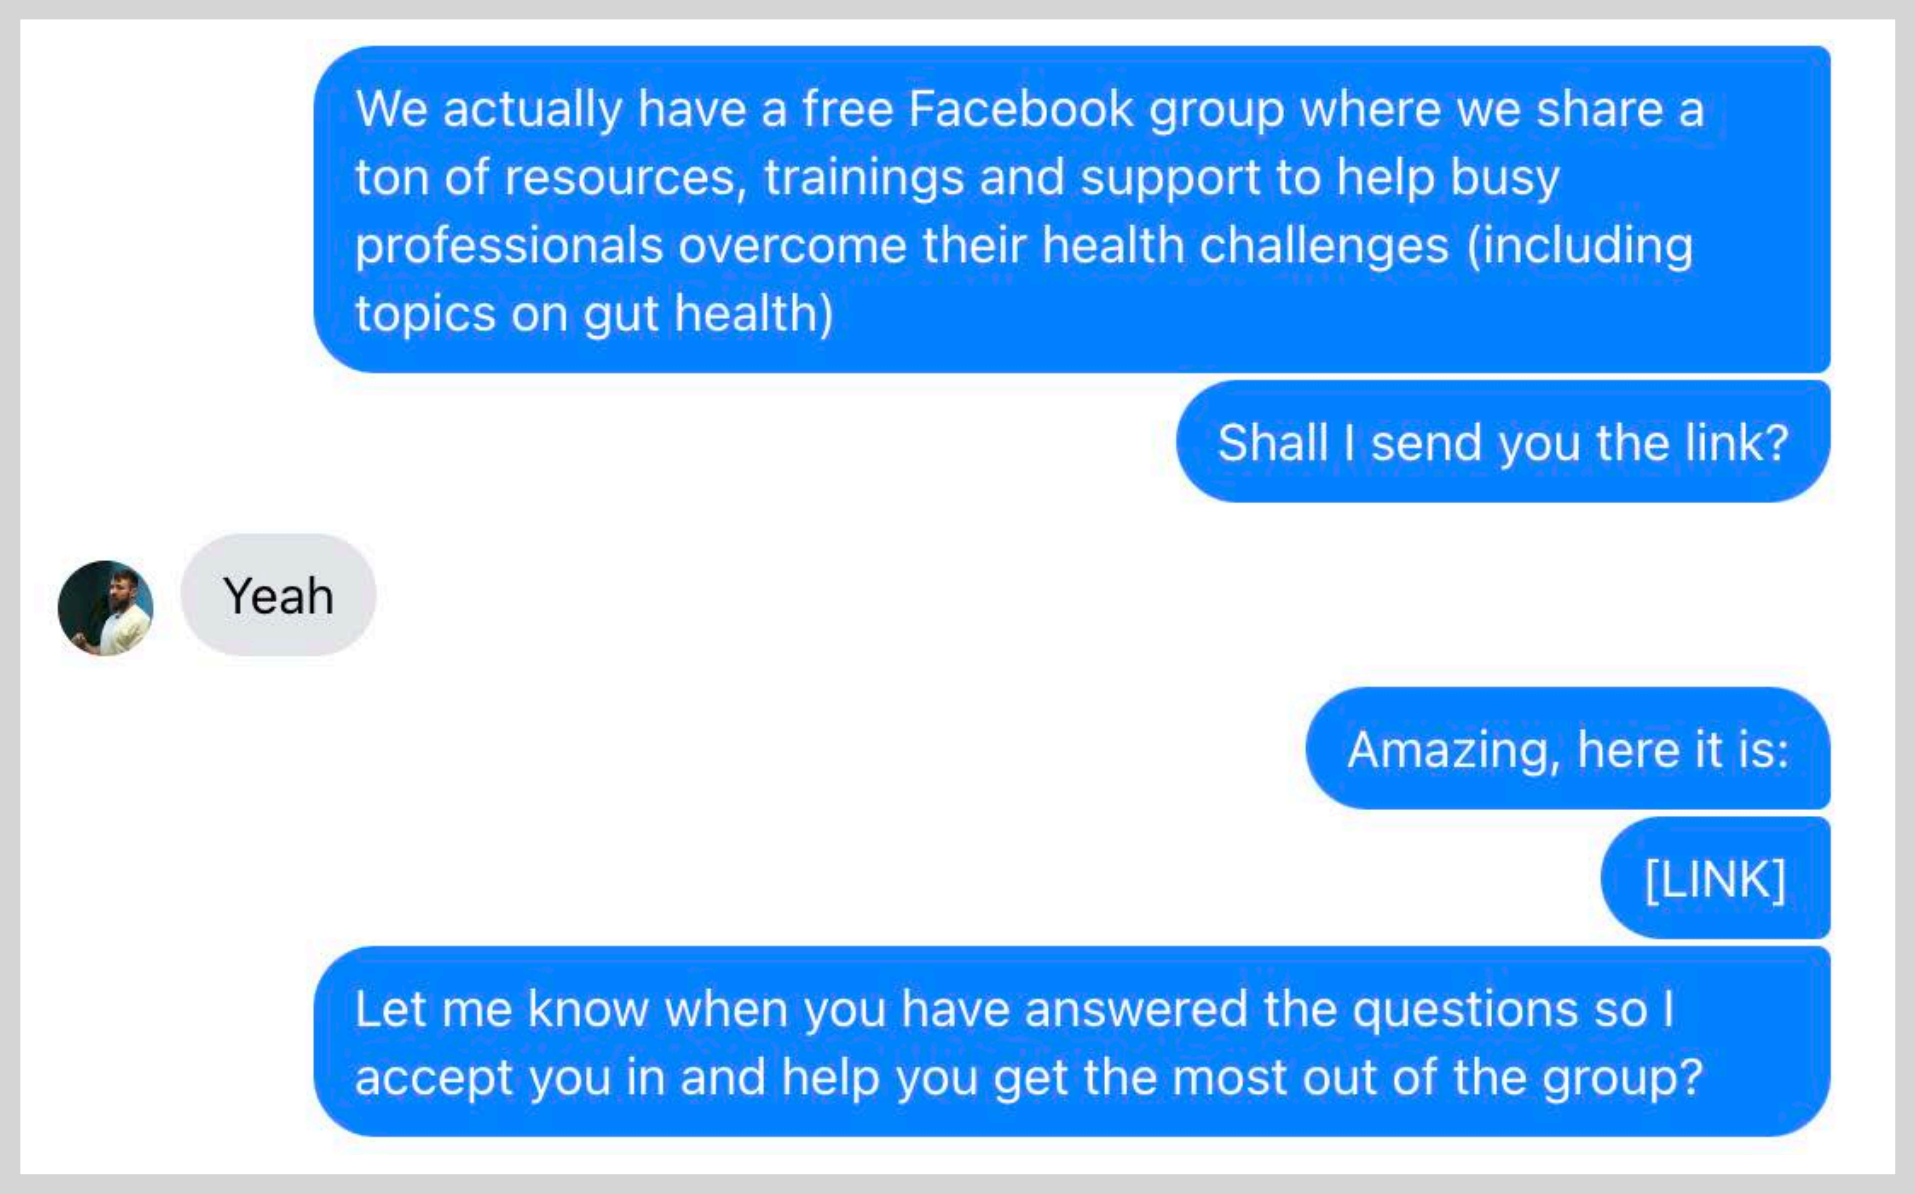 We actually have a free Facebook group where we share a
ton of resources, trainings and support to help busy
professionals overcome their health challenges (including
topics on gut health)
Shall I send you the link?
Yeah
Amazing, here it is:
[LINK]
Let me know when you have answered the questions so I
accept you in and help you get the most out of the group?